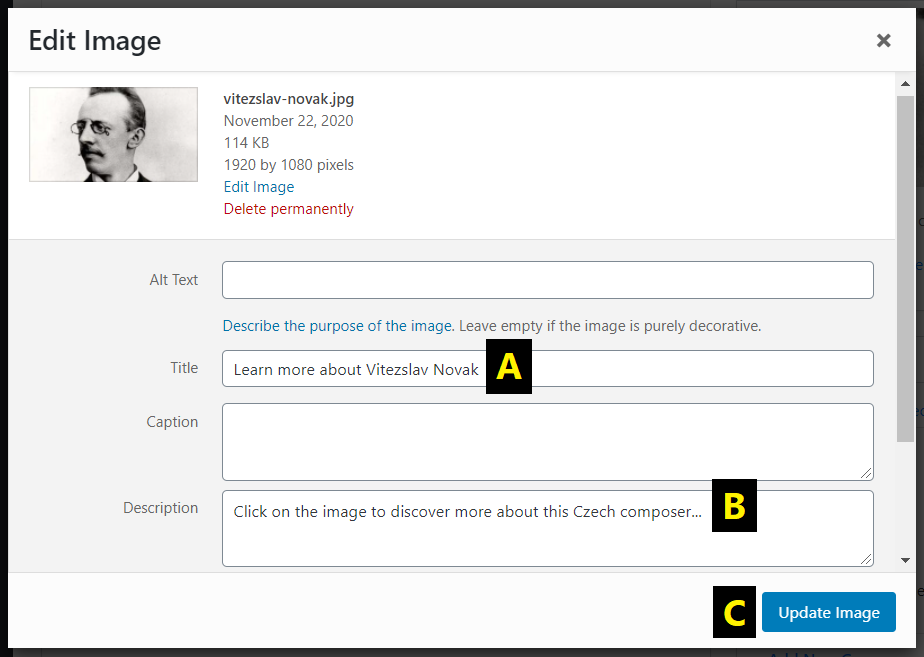 Edit Image
vitezslav-novak.jpg
November 22, 2020
114 KB
1920 by 1080 pixels
Edit Image
Delete permanently
Alt Text
Describe the purpose of the image. Leave empty if the image is purely decorative.
Title
Learn more about Vitezslav Novak
A
Caption
Description
Click on the image to discover more about this Czech composer...
B
C
Update Image